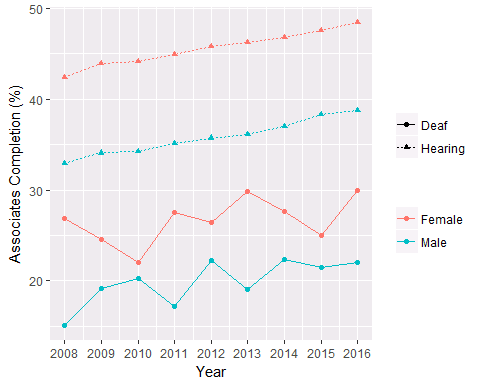 50
40
30
20
Associates Completion (%)
2008 2009 2010 2011 2012 2013 2014 2015 2016
Year
Deaf
Hearing
Female
Male